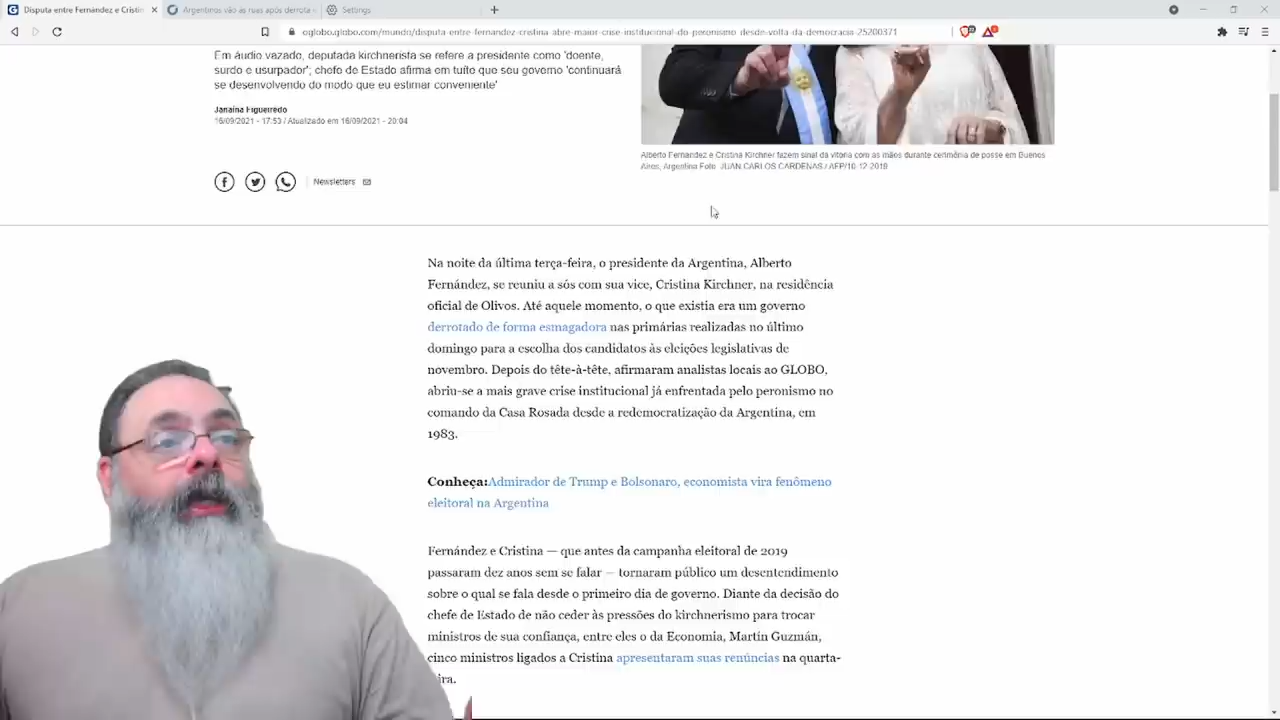 Disputa entre Fernández e Cristin
Argentinos vão às ruas após derrota
Settings
oglobo.globo.com/mundo/disputa-entre-fernandez-cristina-abre-maior-crise-institucional-do-peronismo-desde-volta-da-democracia-25200371
Em áudio vazado, deputada kirchnerista se refere a presidente como 'doente,
surdo e usurpador'; chefe de Estado afirma em tuíte que seu governo 'continuará
se desenvolvendo do modo que eu estimar conveniente'
Janaína Figueiredo
16/09/2021 - 17:53 / Atualizado em 16/09/2021 - 20:04
Newsletters
Alberto Fernández e Cristina Kirchner fazem sinal da vitória com as mãos durante cerimônia de posse em Buenos
Aires, Argentina Foto: JUAN CARLOS CARDENAS / AFP/10-12-2019
Na noite da última terça-feira, o presidente da Argentina, Alberto
Fernández, se reuniu a sós com sua vice, Cristina Kirchner, na residência
oficial de Olivos. Até aquele momento, o que existia era um governo
derrotado de forma esmagadora nas primárias realizadas no último
domingo para a escolha dos candidatos às eleições legislativas de
novembro. Depois do tête-à-tête, afirmaram analistas locais ao GLOBO,
abriu-se a mais grave crise institucional já enfrentada pelo peronismo no
comando da Casa Rosada desde a redemocratização da Argentina, em
1983.
Conheça:Admirador de Trump e Bolsonaro, economista vira fenômeno
eleitoral na Argentina
Fernández e Cristina — que antes da campanha eleitoral de 2019
passaram dez anos sem se falar — tornaram público um desentendimento
sobre o qual se fala desde o primeiro dia de governo. Diante da decisão do
chefe de Estado de não ceder às pressões do kirchnerismo para trocar
ministros de sua confiança, entre eles o da Economia, Martín Guzmán,
cinco ministros ligados a Cristina apresentaram suas renúncias na quarta-
ira.